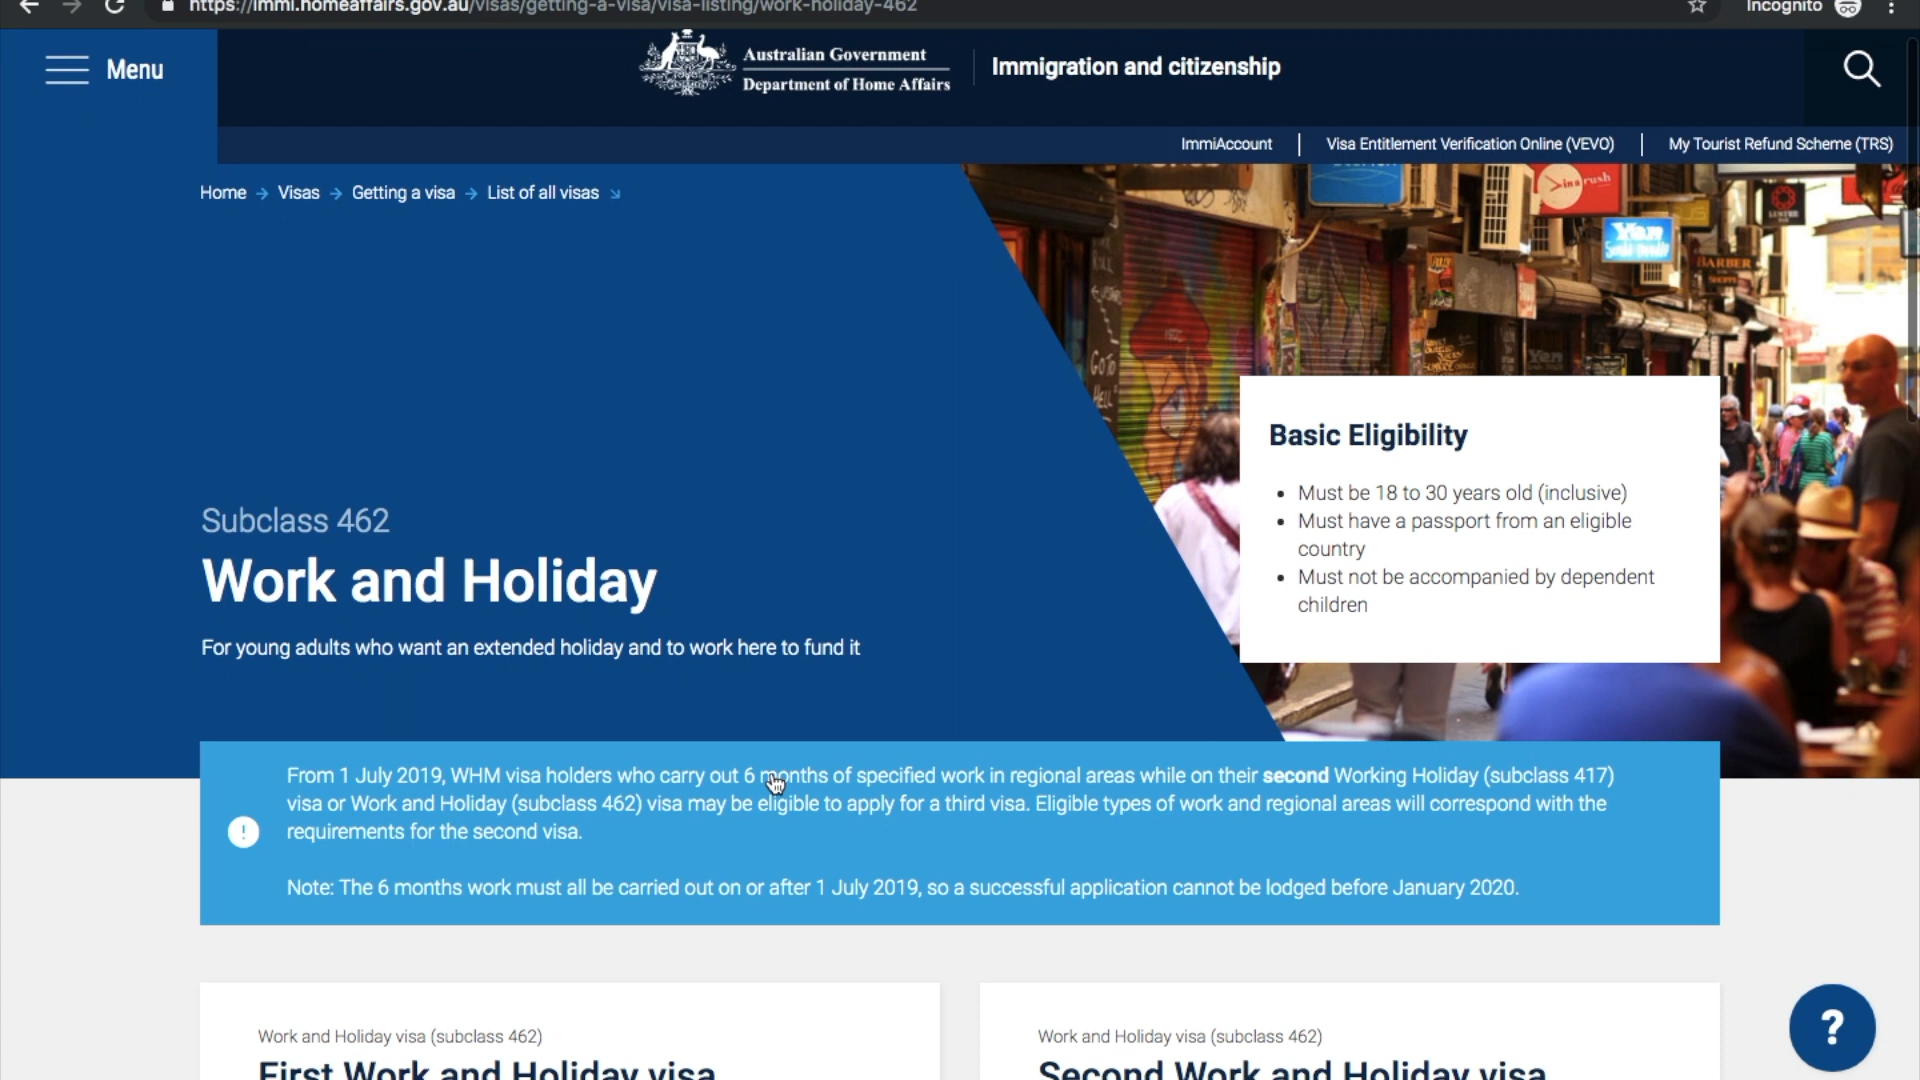 https://immi.homeaffairs.gov.au/visas/getting-a-visa/visa-listing/work-holiday-462
Incognito
Menu
Australian Government
Department of Home Affairs
Immigration and citizenship
ImmiAccount
Visa Entitlement Verification Online (VEVO)
My Tourist Refund Scheme (TRS)
Home
Visas
Getting a visa
List of all visas
BARBER
GO TO
HELL
Basic Eligibility
• Must be 18 to 30 years old (inclusive)
• Must have a passport from an eligible
country
• Must not be accompanied by dependent
children
Subclass 462
Work and Holiday
For young adults who want an extended holiday and to work here to fund it
From 1 July 2019, WHM visa holders who carry out 6 months of specified work in regional areas while on their second Working Holiday (subclass 417)
visa or Work and Holiday (subclass 462) visa may be eligible to apply for a third visa. Eligible types of work and regional areas will correspond with the
requirements for the second visa.
!
Note: The 6 months work must all be carried out on or after 1 July 2019, so a successful application cannot be lodged before January 2020.
Work and Holiday visa (subclass 462)
First Work and Holiday visa
Work and Holiday visa (subclass 462)
Second Work and Holiday visa
?